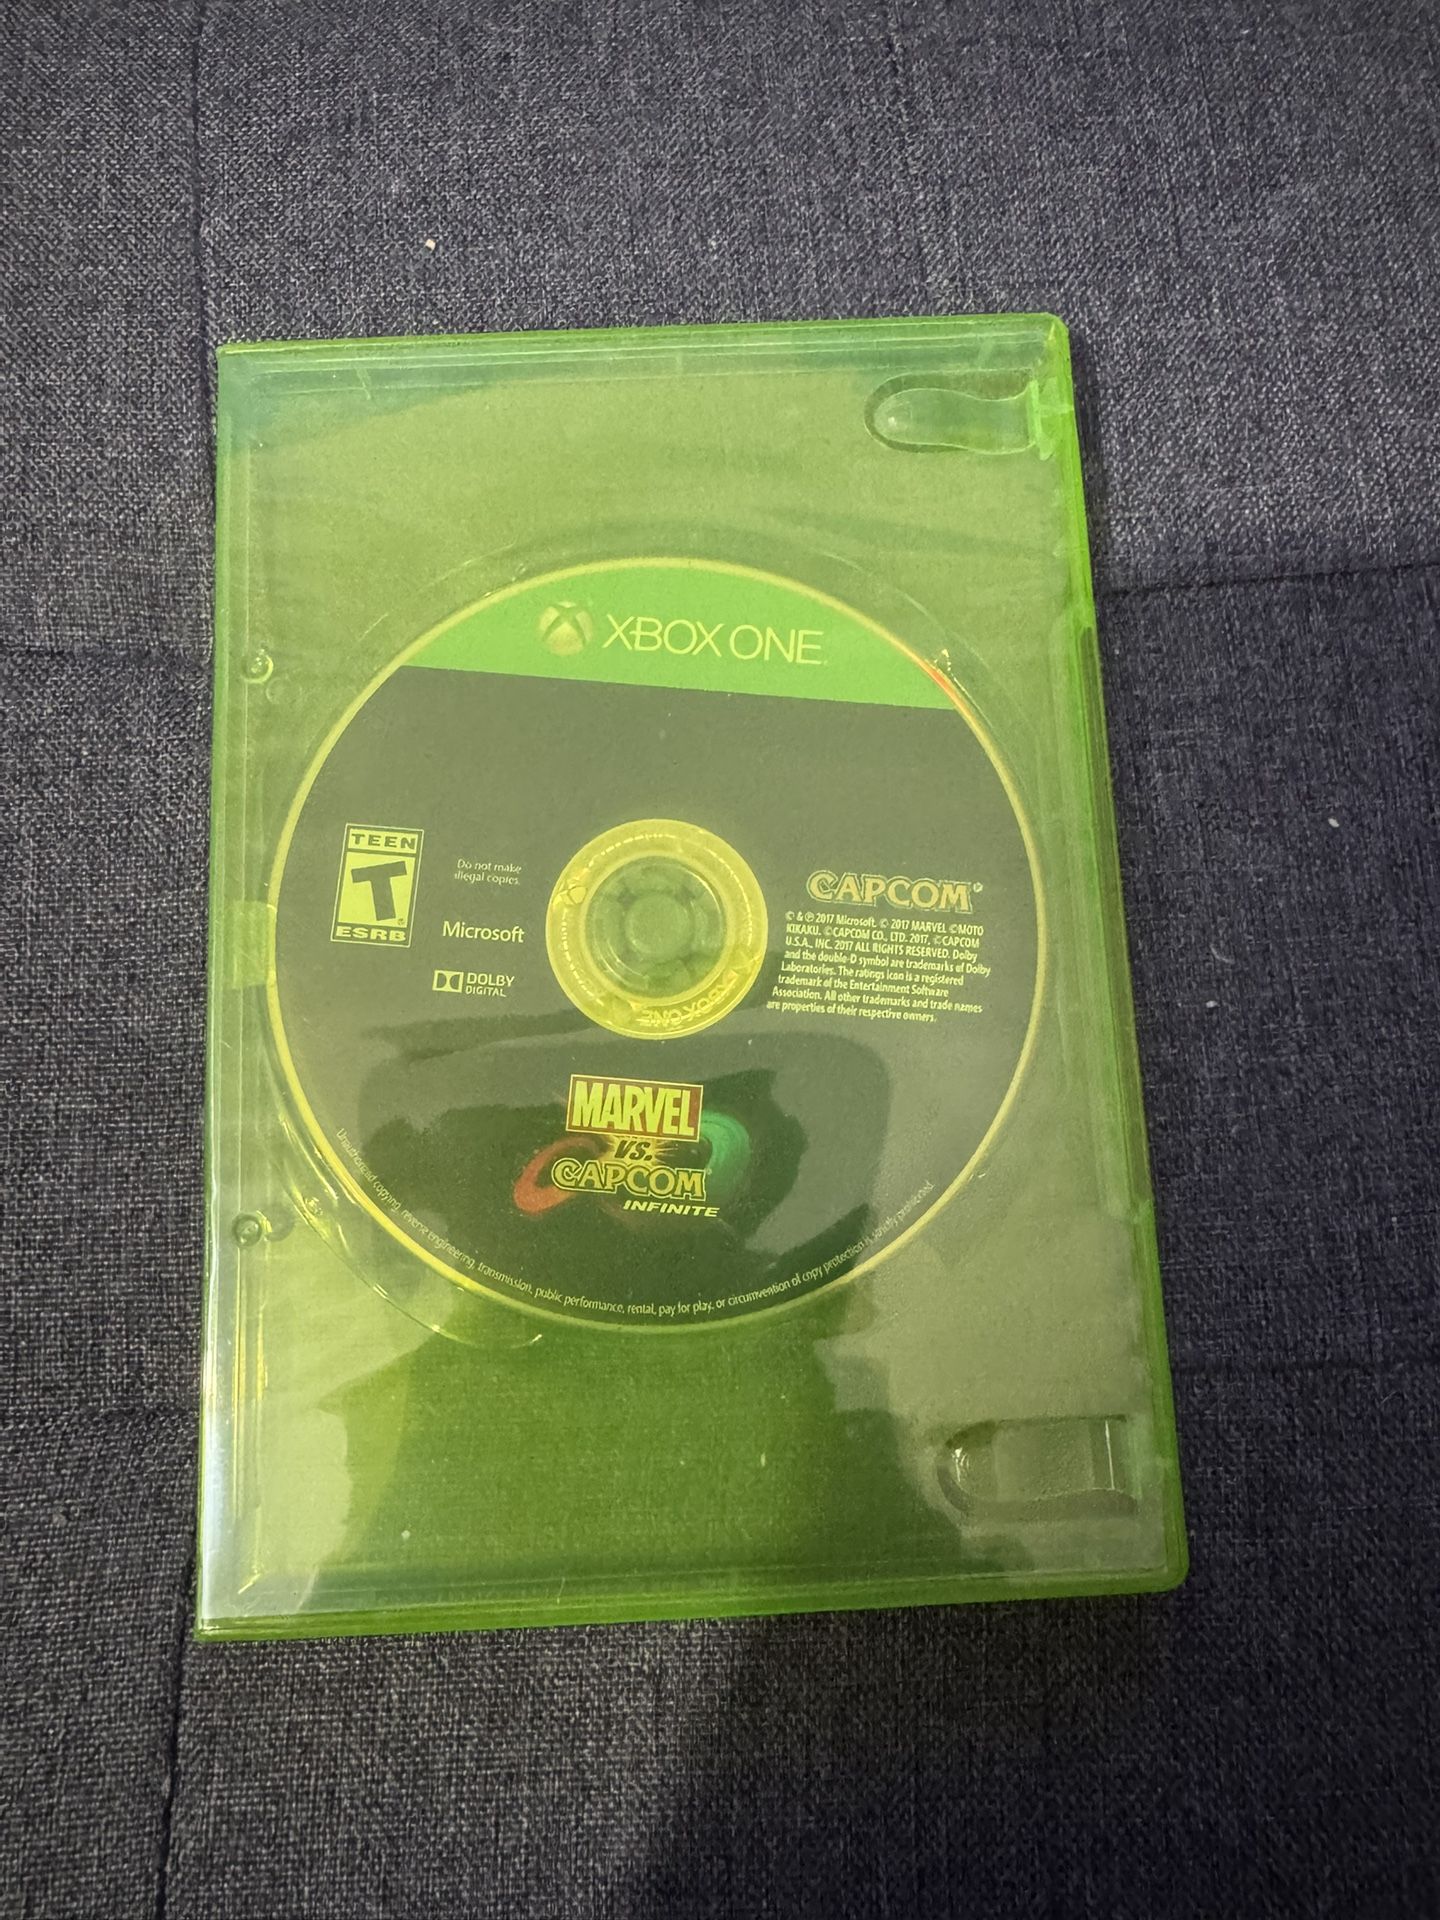 XBOX ONE
TEEN
T
ESRB
Do not make
illegal copies.
Microsoft
DOLBY
DIGITAL
CAPCOM
© & ℗ 2017 Microsoft. © 2017 MARVEL ©MOTO
KIKAKU. ©CAPCOM CO., LTD. 2017, ©CAPCOM
U.S.A., INC. 2017 ALL RIGHTS RESERVED. Dolby
and the double-D symbol are trademarks of Dolby
Laboratories. The ratings icon is a registered
trademark of the Entertainment Software
Association. All other trademarks and trade names
are properties of their respective owners.
XBOX ONE
MARVEL
VS.
CAPCOM
INFINITE
Unauthorized copying, reverse engineering, transmission, public performance, rental, pay for play, or circumvention of copy protection is strictly prohibited.